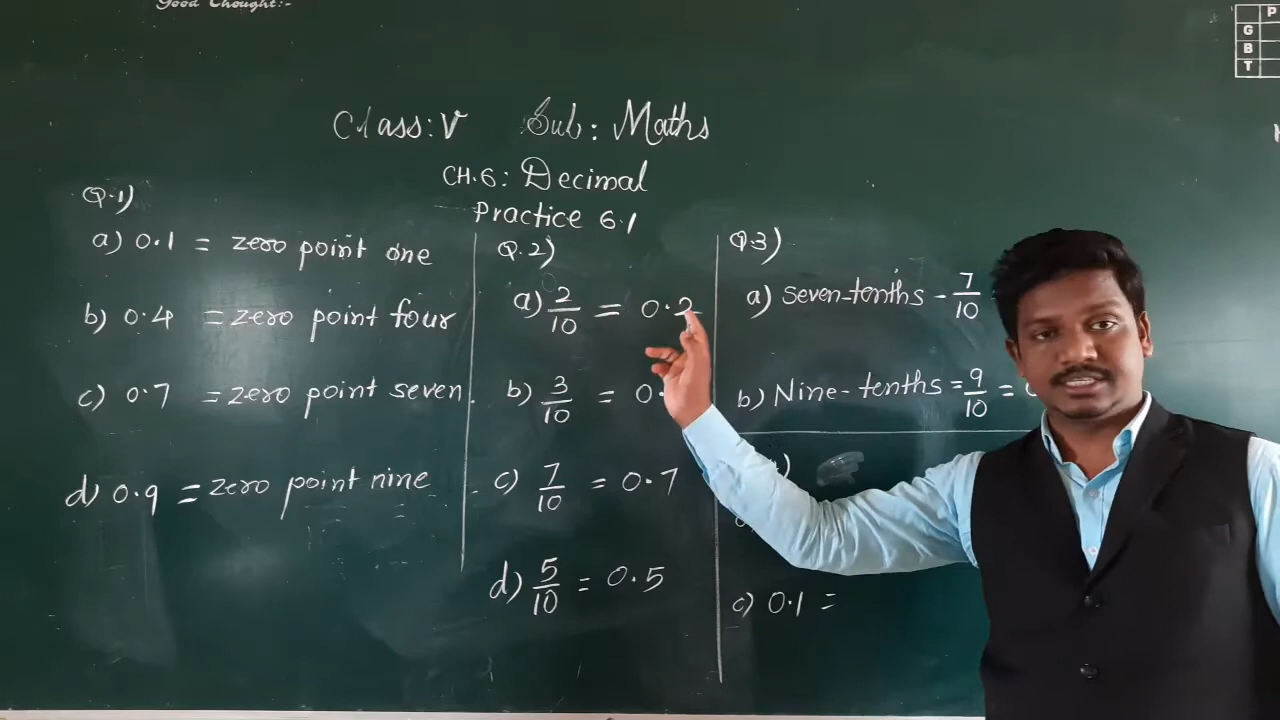 Good Thought:-
P
G
B
T
Class: V Sub: Maths
CH.6: Decimal
Practice 6.1
Q.1)
a) 0.1 = zero point one
b) 0.4 = zero point four
c) 0.7 = zero point seven
d) 0.9 = zero point nine
Q.2)
a) 2/10 = 0.2
b) 3/10 = 0.
c) 7/10 = 0.7
d) 5/10 = 0.5
Q.3)
a) Seven-tenths - 7/10
b) Nine-tenths = 9/10 =
c) 0.1 =